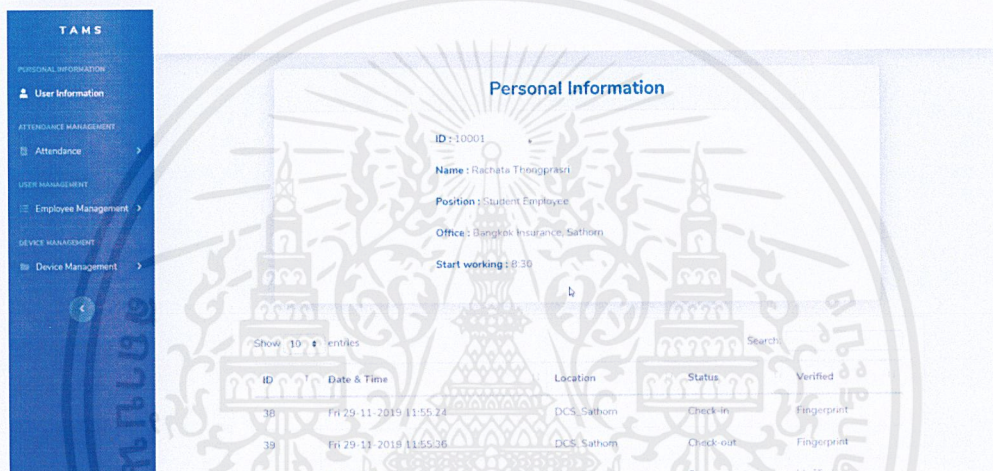 TAMS
PERSONAL INFORMATION
User Information
ATTENDANCE MANAGEMENT
Attendance
USER MANAGEMENT
Employee Management
DEVICE MANAGEMENT
Device Management
Personal Information
ID : 10001
Name : Rachata Thongprasri
Position : Student Employee
Office : Bangkok Insurance, Sathorn
Start working : 8:30
Show 10 entries
Search:
ID Date & Time Location Status Verified
38 Fri 29-11-2019 11:55:24 DCS, Sathorn Check-in Fingerprint
39 Fri 29-11-2019 11:55:36 DCS, Sathorn Check-out Fingerprint